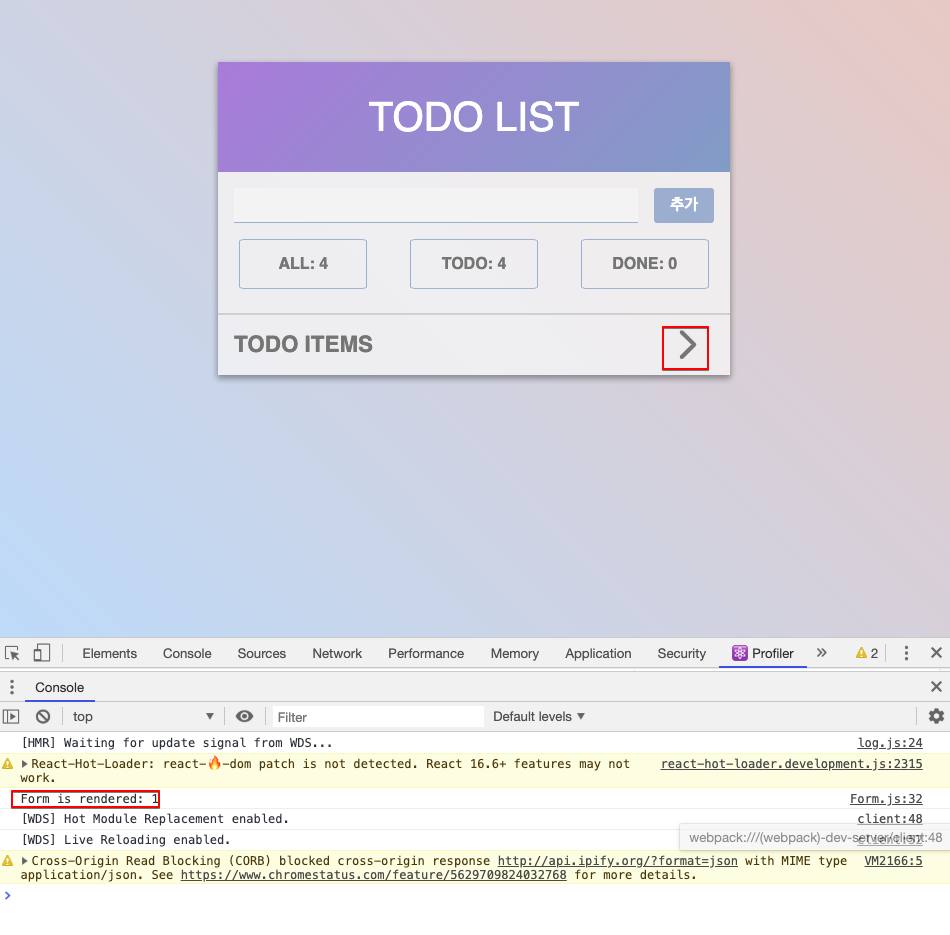 TODO LIST
추가
ALL: 4 TODO: 4 DONE: 0
TODO ITEMS
Elements Console Sources Network Performance Memory Application Security Profiler » 2
Console
top Filter Default levels
[HMR] Waiting for update signal from WDS... log.js:24
React-Hot-Loader: react-🔥-dom patch is not detected. React 16.6+ features may not react-hot-loader.development.js:2315
work.
Form is rendered: 1 Form.js:32
[WDS] Hot Module Replacement enabled. client:48
[WDS] Live Reloading enabled. client:52
webpack:///(webpack)-dev-server/client:48
Cross-Origin Read Blocking (CORB) blocked cross-origin response http://api.ipify.org/?format=json with MIME type VM2166:5
application/json. See https://www.chromestatus.com/feature/5629709824032768 for more details.